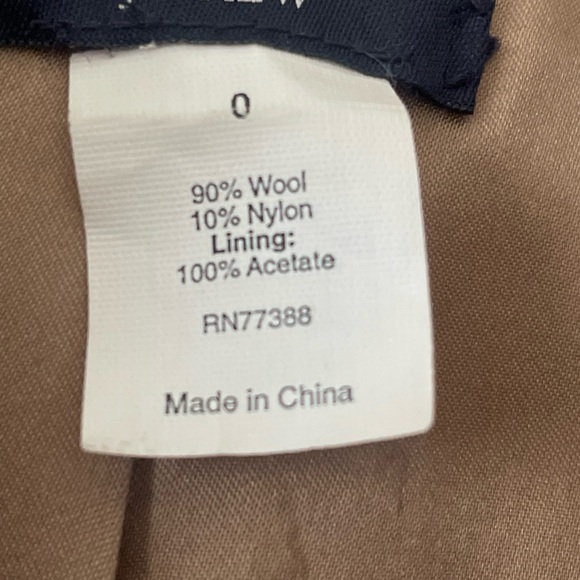 0
90% Wool
10% Nylon
Lining:
100% Acetate
RN77388
Made in China